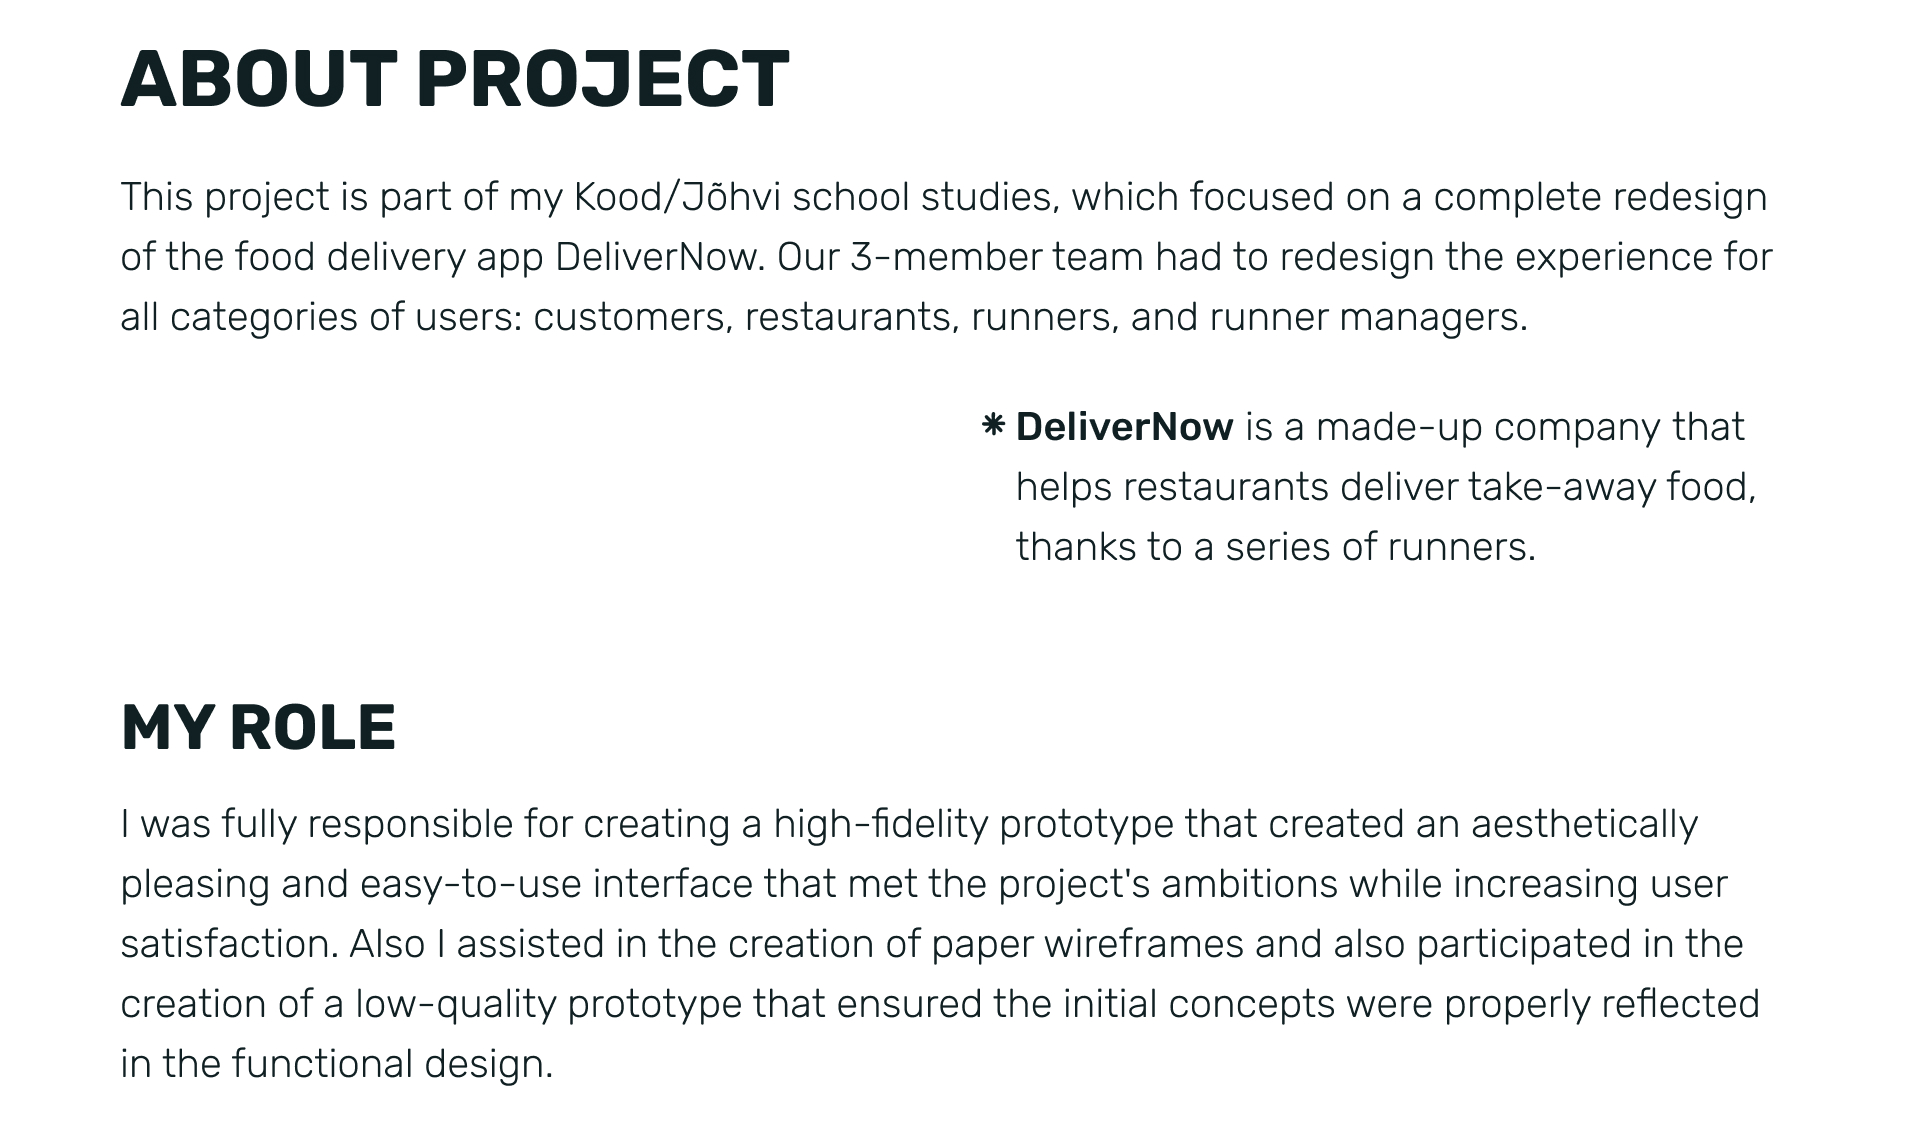 ABOUT PROJECT
This project is part of my Kood/Jõhvi school studies, which focused on a complete redesign
of the food delivery app DeliverNow. Our 3-member team had to redesign the experience for
all categories of users: customers, restaurants, runners, and runner managers.
* DeliverNow is a made-up company that
helps restaurants deliver take-away food,
thanks to a series of runners.
MY ROLE
I was fully responsible for creating a high-fidelity prototype that created an aesthetically
pleasing and easy-to-use interface that met the project's ambitions while increasing user
satisfaction. Also I assisted in the creation of paper wireframes and also participated in the
creation of a low-quality prototype that ensured the initial concepts were properly reflected
in the functional design.